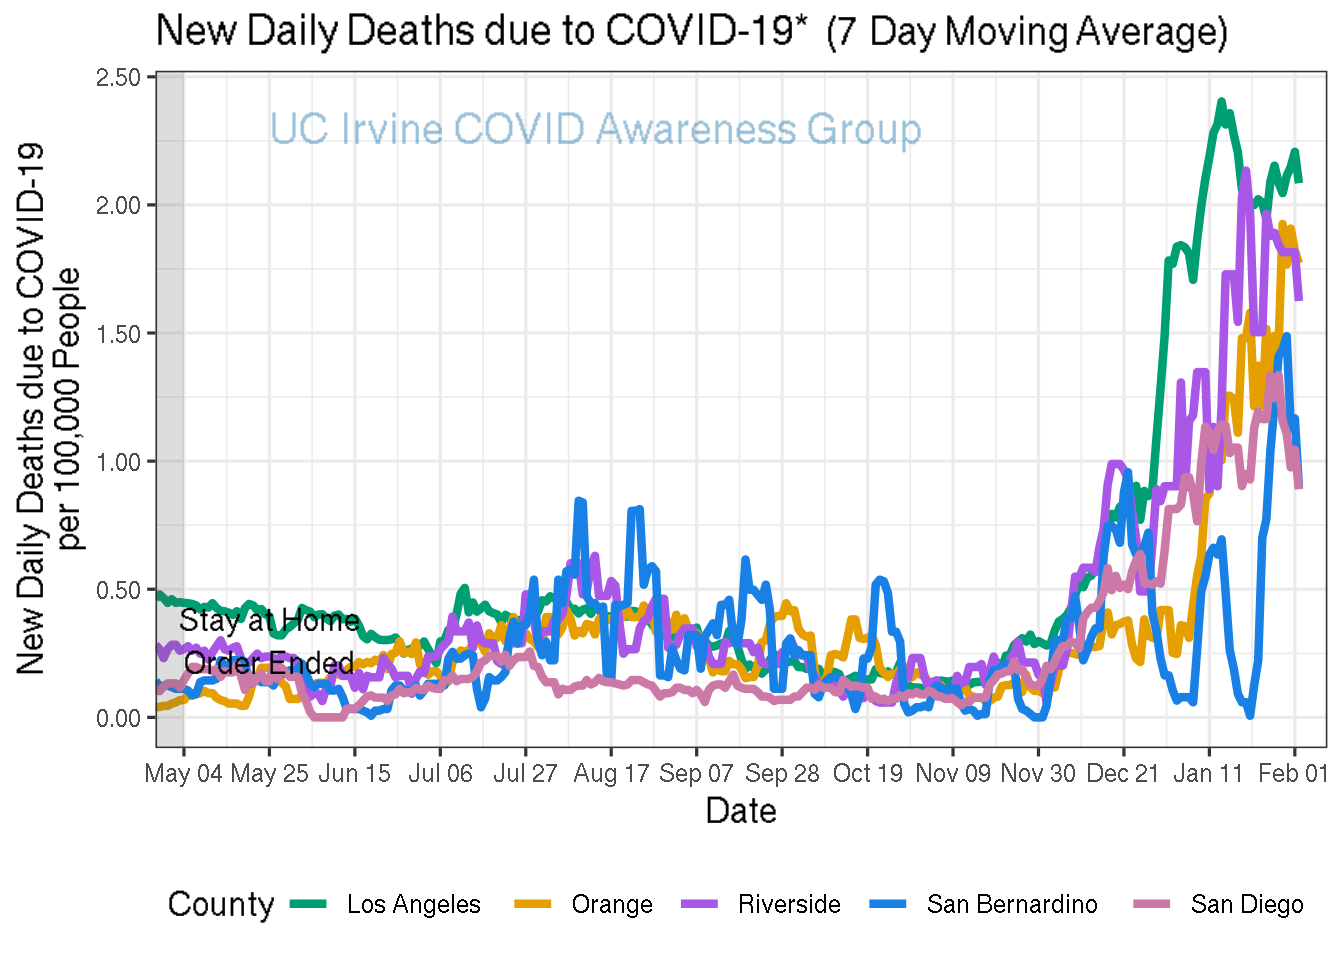 New Daily Deaths due to COVID-19* (7 Day Moving Average)
UC Irvine COVID Awareness Group
New Daily Deaths due to COVID-19
per 100,000 People
2.50
2.00
1.50
1.00
0.50
0.00
Stay at Home
Order Ended
May 04 May 25 Jun 15 Jul 06 Jul 27 Aug 17 Sep 07 Sep 28 Oct 19 Nov 09 Nov 30 Dec 21 Jan 11 Feb 01
Date
County Los Angeles Orange Riverside San Bernardino San Diego